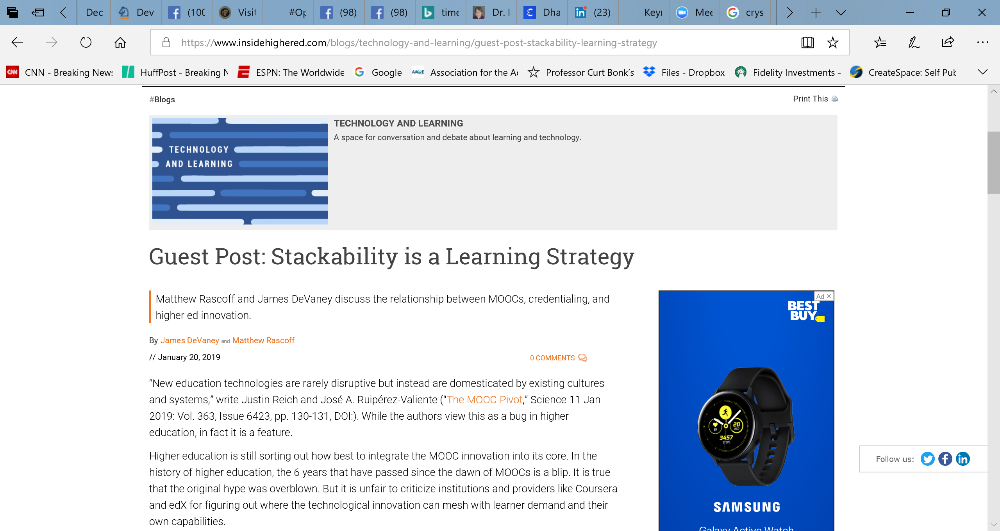 Dec
Dev
(100
Visit
#Op
(98)
(98)
time
Dr. I
Dha
(23)
Key
Mee
crys
https://www.insidehighered.com/blogs/technology-and-learning/guest-post-stackability-learning-strategy
CNN - Breaking News
HuffPost - Breaking N
ESPN: The Worldwide
Google
Association for the A
Professor Curt Bonk’s
Files - Dropbox
Fidelity Investments -
CreateSpace: Self Pub
#Blogs
Print This
TECHNOLOGY
AND LEARNING
TECHNOLOGY AND LEARNING
A space for conversation and debate about learning and technology.
Guest Post: Stackability is a Learning Strategy
Matthew Rascoff and James DeVaney discuss the relationship between MOOCs, credentialing, and
higher ed innovation.
By James DeVaney and Matthew Rascoff
// January 20, 2019
0 COMMENTS
“New education technologies are rarely disruptive but instead are domesticated by existing cultures
and systems,” write Justin Reich and José A. Ruipérez-Valiente (“The MOOC Pivot,” Science 11 Jan
2019: Vol. 363, Issue 6423, pp. 130-131, DOI:). While the authors view this as a bug in higher
education, in fact it is a feature.
Higher education is still sorting out how best to integrate the MOOC innovation into its core. In the
history of higher education, the 6 years that have passed since the dawn of MOOCs is a blip. It is true
that the original hype was overblown. But it is unfair to criticize institutions and providers like Coursera
and edX for figuring out where the technological innovation can mesh with learner demand and their
own capabilities.
Ad
BEST
BUY
89
20
WED
3457
STEPS
SAMSUNG
Galaxy Active Watch
Follow us: